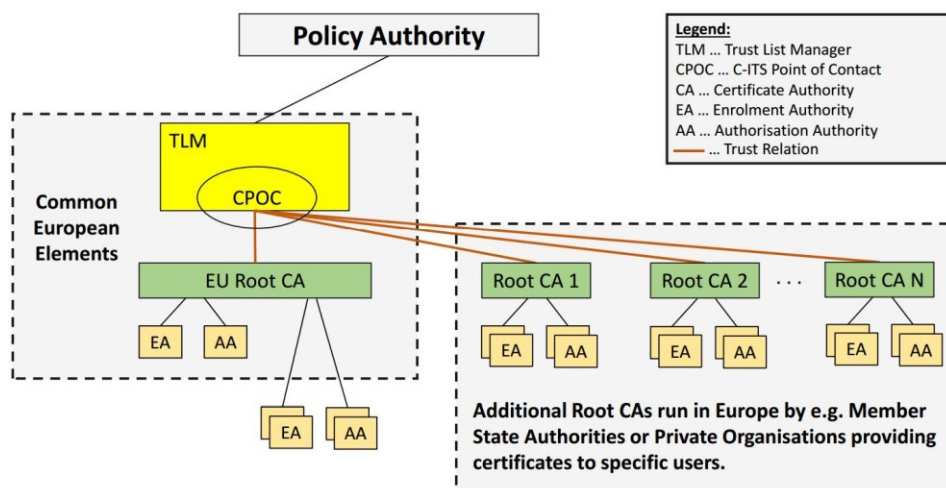 Policy Authority
Legend:
TLM ... Trust List Manager
CPOC ... C-ITS Point of Contact
CA ... Certificate Authority
EA ... Enrolment Authority
AA ... Authorisation Authority
... Trust Relation
TLM
CPOC
Common
European
Elements
EU Root CA
Root CA 1
Root CA 2
...
Root CA N
EA
AA
EA
AA
EA
AA
EA
AA
EA
AA
Additional Root CAs run in Europe by e.g. Member
State Authorities or Private Organisations providing
certificates to specific users.